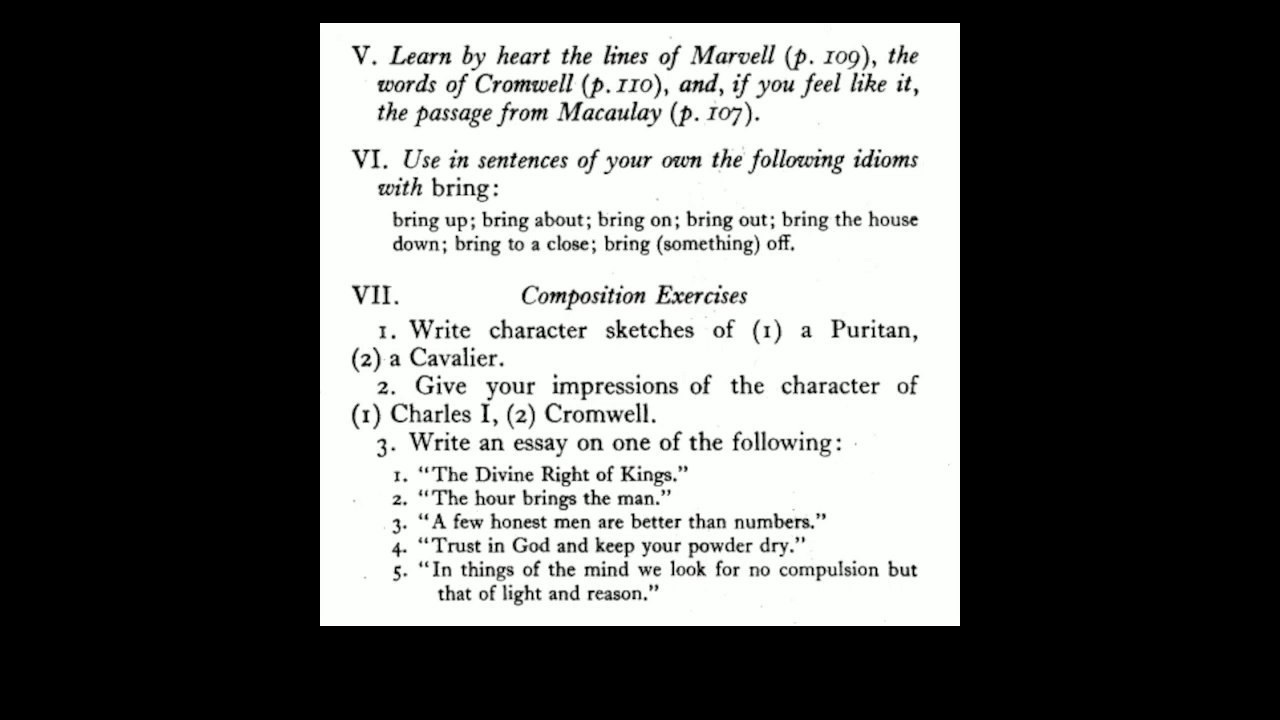 V. Learn by heart the lines of Marvell (p. 109), the
words of Cromwell (p. 110), and, if you feel like it,
the passage from Macaulay (p. 107).
VI. Use in sentences of your own the following idioms
with bring:
bring up; bring about; bring on; bring out; bring the house
down; bring to a close; bring (something) off.
VII. Composition Exercises
1. Write character sketches of (1) a Puritan,
(2) a Cavalier.
2. Give your impressions of the character of
(1) Charles I, (2) Cromwell.
3. Write an essay on one of the following:
1. “The Divine Right of Kings.”
2. “The hour brings the man.”
3. “A few honest men are better than numbers.”
4. “Trust in God and keep your powder dry.”
5. “In things of the mind we look for no compulsion but
that of light and reason.”